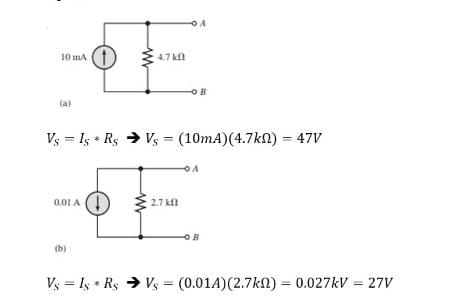 A
10 mA
4.7 kΩ
B
(a)
V_S = I_S * R_S ➔ V_S = (10mA)(4.7kΩ) = 47V
A
0.01 A
2.7 kΩ
B
(b)
V_S = I_S * R_S ➔ V_S = (0.01A)(2.7kΩ) = 0.027kV = 27V